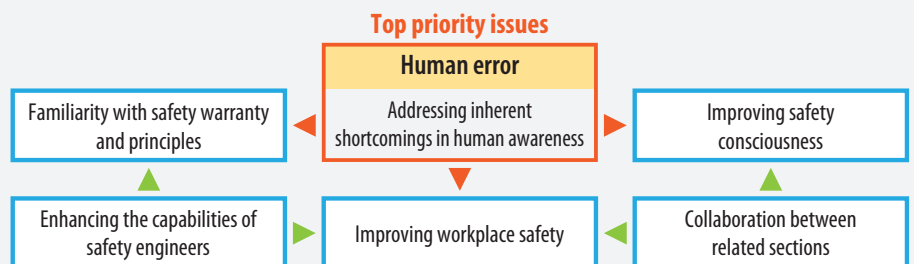 Top priority issues
Human error
Addressing inherent
shortcomings in human awareness
Familiarity with safety warranty
and principles
Improving safety
consciousness
Enhancing the capabilities of
safety engineers
Improving workplace safety
Collaboration between
related sections